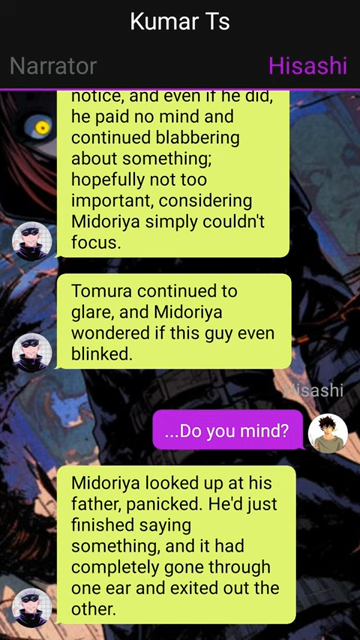 Kumar Ts
Narrator
Hisashi
notice, and even if he did,
he paid no mind and
continued blabbering
about something;
hopefully not too
important, considering
Midoriya simply couldn't
focus.
Tomura continued to
glare, and Midoriya
wondered if this guy even
blinked.
Hisashi
...Do you mind?
Midoriya looked up at his
father, panicked. He'd just
finished saying
something, and it had
completely gone through
one ear and exited out the
other.